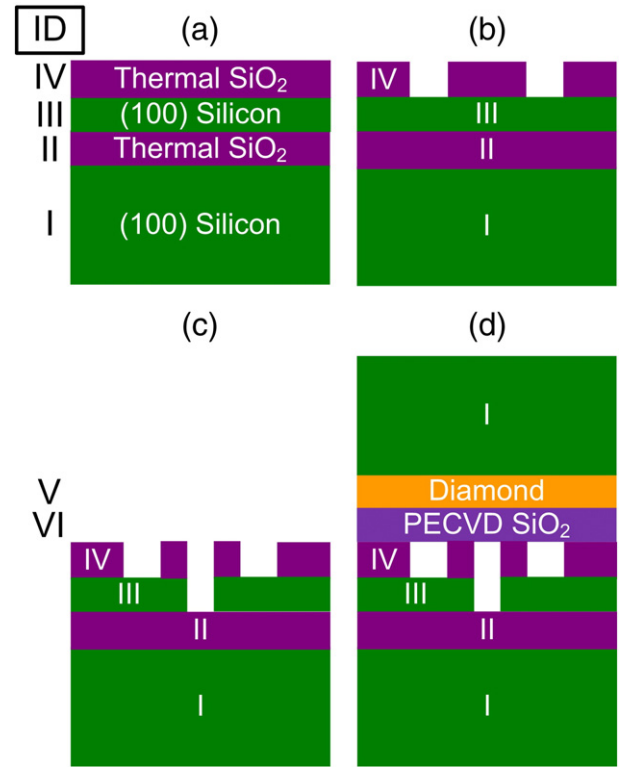 ID (a) (b)
IV Thermal SiO₂ IV
III (100) Silicon III
II Thermal SiO₂ II
I (100) Silicon I
(c) (d)
I
V Diamond
VI PECVD SiO₂
IV IV
III III
II II
I I